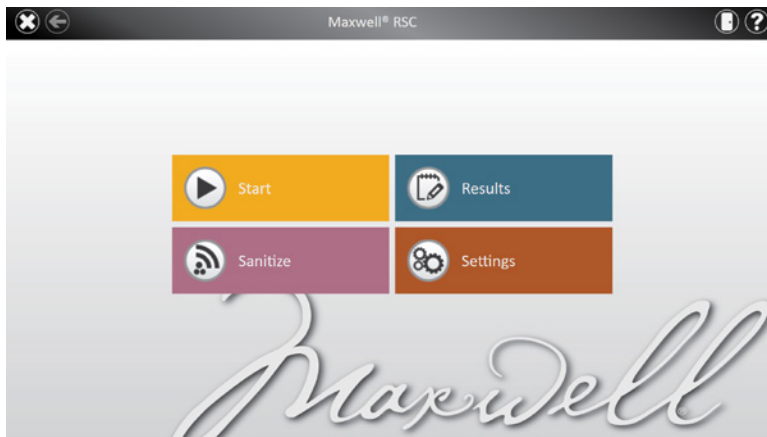 Maxwell® RSC
?
Start
Results
Sanitize
Settings
Maxwell®